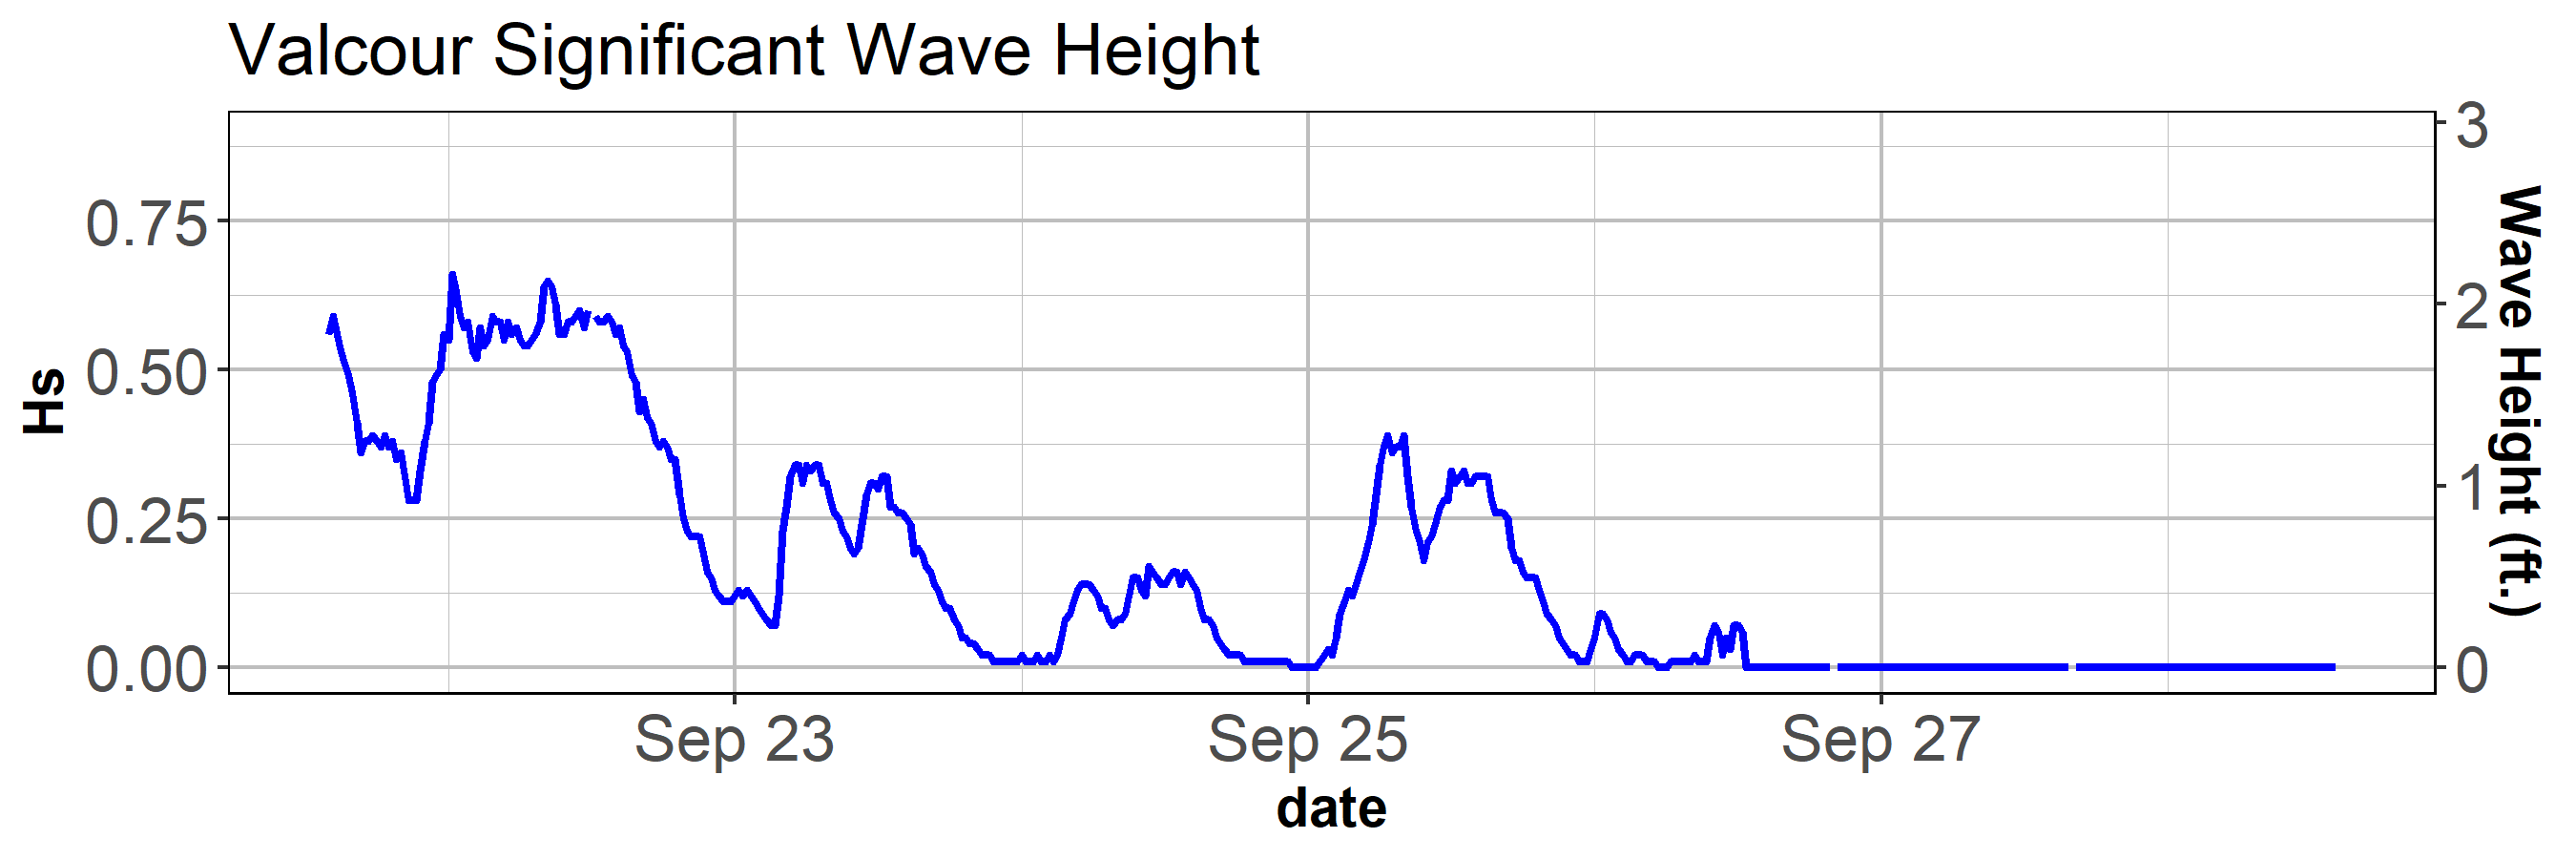 Valcour Significant Wave Height
Hs
0.75
0.50
0.25
0.00
3
2
1
0
Wave Height (ft.)
Sep 23
Sep 25
Sep 27
date